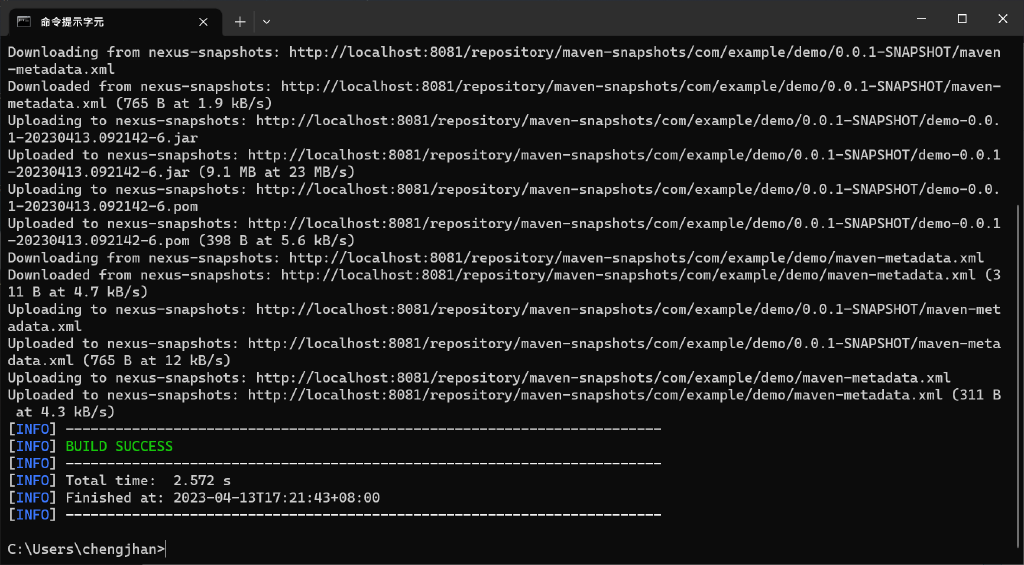 命令提示字元
Downloading from nexus-snapshots: http://localhost:8081/repository/maven-snapshots/com/example/demo/0.0.1-SNAPSHOT/maven
-metadata.xml
Downloaded from nexus-snapshots: http://localhost:8081/repository/maven-snapshots/com/example/demo/0.0.1-SNAPSHOT/maven-
metadata.xml (765 B at 1.9 kB/s)
Uploading to nexus-snapshots: http://localhost:8081/repository/maven-snapshots/com/example/demo/0.0.1-SNAPSHOT/demo-0.0.
1-20230413.092142-6.jar
Uploaded to nexus-snapshots: http://localhost:8081/repository/maven-snapshots/com/example/demo/0.0.1-SNAPSHOT/demo-0.0.1
-20230413.092142-6.jar (9.1 MB at 23 MB/s)
Uploading to nexus-snapshots: http://localhost:8081/repository/maven-snapshots/com/example/demo/0.0.1-SNAPSHOT/demo-0.0.
1-20230413.092142-6.pom
Uploaded to nexus-snapshots: http://localhost:8081/repository/maven-snapshots/com/example/demo/0.0.1-SNAPSHOT/demo-0.0.1
-20230413.092142-6.pom (398 B at 5.6 kB/s)
Downloading from nexus-snapshots: http://localhost:8081/repository/maven-snapshots/com/example/demo/maven-metadata.xml
Downloaded from nexus-snapshots: http://localhost:8081/repository/maven-snapshots/com/example/demo/maven-metadata.xml (3
11 B at 4.7 kB/s)
Uploading to nexus-snapshots: http://localhost:8081/repository/maven-snapshots/com/example/demo/0.0.1-SNAPSHOT/maven-met
adata.xml
Uploaded to nexus-snapshots: http://localhost:8081/repository/maven-snapshots/com/example/demo/0.0.1-SNAPSHOT/maven-meta
data.xml (765 B at 12 kB/s)
Uploading to nexus-snapshots: http://localhost:8081/repository/maven-snapshots/com/example/demo/maven-metadata.xml
Uploaded to nexus-snapshots: http://localhost:8081/repository/maven-snapshots/com/example/demo/maven-metadata.xml (311 B
 at 4.3 kB/s)
[INFO] ------------------------------------------------------------------------
[INFO] BUILD SUCCESS
[INFO] ------------------------------------------------------------------------
[INFO] Total time:  2.572 s
[INFO] Finished at: 2023-04-13T17:21:43+08:00
[INFO] ------------------------------------------------------------------------
C:\Users\chengjhan>